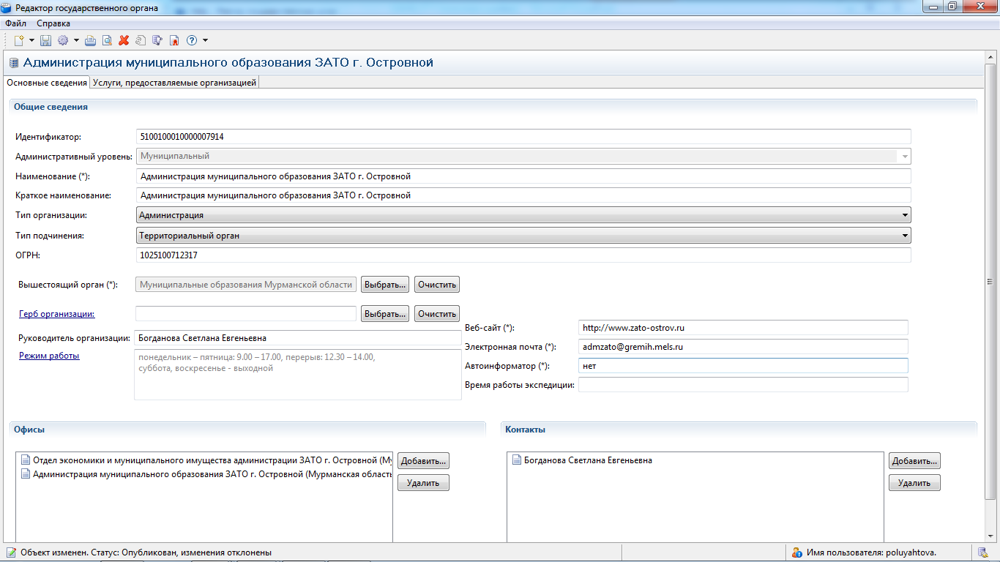 Редактор государственного органа
Файл Справка
Администрация муниципального образования ЗАТО г. Островной
Основные сведения Услуги, предоставляемые организацией
Общие сведения
Идентификатор: 5100100010000007914
Административный уровень: Муниципальный
Наименование (*): Администрация муниципального образования ЗАТО г. Островной
Краткое наименование: Администрация муниципального образования ЗАТО г. Островной
Тип организации: Администрация
Тип подчинения: Территориальный орган
ОГРН: 1025100712317
Вышестоящий орган (*): Муниципальные образования Мурманской области Выбрать... Очистить
Герб организации: Выбрать... Очистить
Руководитель организации: Богданова Светлана Евгеньевна
Режим работы понедельник – пятница: 9.00 – 17.00, перерыв: 12.30 – 14.00,
суббота, воскресенье - выходной
Веб-сайт (*): http://www.zato-ostrov.ru
Электронная почта (*): admzato@gremih.mels.ru
Автоинформатор (*): нет
Время работы экспедиции:
Офисы
Отдел экономики и муниципального имущества администрации ЗАТО г. Островной (Му
Администрация муниципального образования ЗАТО г. Островной (Мурманская область
Добавить...
Удалить
Контакты
Богданова Светлана Евгеньевна
Добавить...
Удалить
Объект изменен. Статус: Опубликован, изменения отклонены
Имя пользователя: poluyahtova.